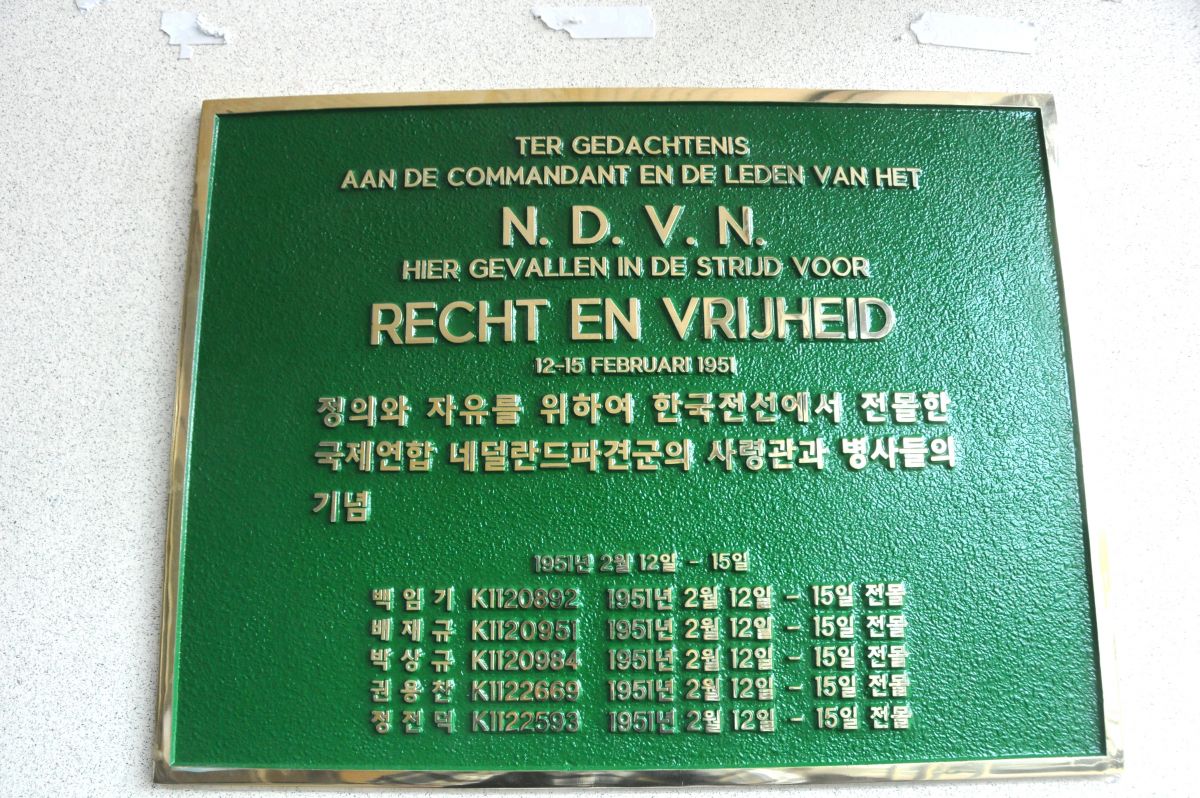 TER GEDACHTENIS
AAN DE COMMANDANT EN DE LEDEN VAN HET
N. D. V. N.
HIER GEVALLEN IN DE STRIJD VOOR
RECHT EN VRIJHEID
12-15 FEBRUARI 1951
정의와 자유를 위하여 한국전선에서 전몰한
국제연합 네덜란드파견군의 사령관과 병사들의
기념
1951년 2월 12일 - 15일
백임기 K1120892 1951년 2월 12일 - 15일 전몰
배재규 K1120951 1951년 2월 12일 - 15일 전몰
박상규 K1120984 1951년 2월 12일 - 15일 전몰
권용찬 K1122669 1951년 2월 12일 - 15일 전몰
정전덕 K1122593 1951년 2월 12일 - 15일 전몰